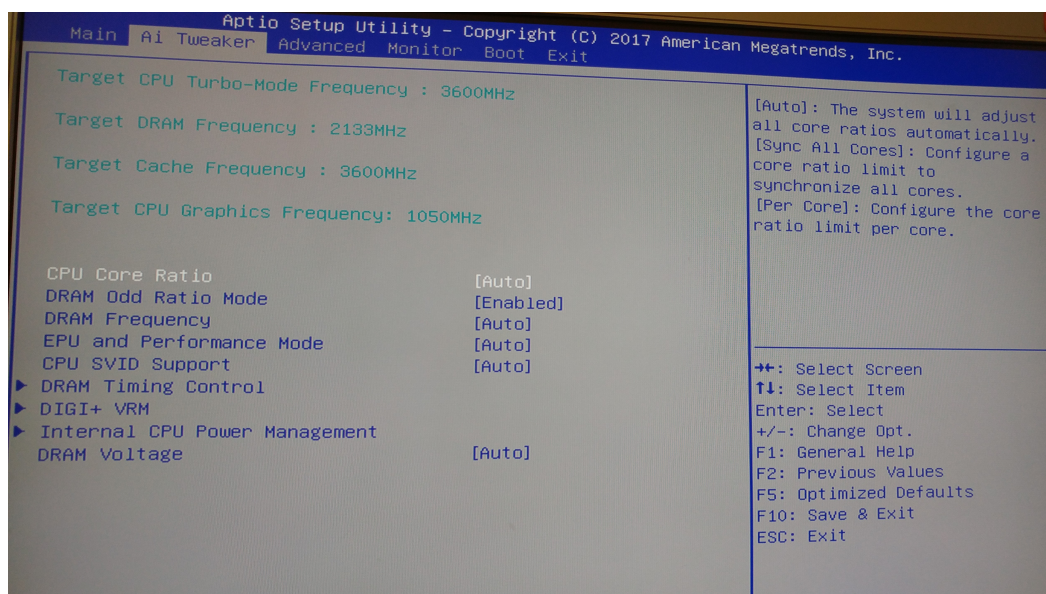 Aptio Setup Utility - Copyright (C) 2017 American Megatrends, Inc.
Main Ai Tweaker Advanced Monitor Boot Exit
Target CPU Turbo-Mode Frequency : 3600MHz
Target DRAM Frequency : 2133MHz
Target Cache Frequency : 3600MHz
Target CPU Graphics Frequency: 1050MHz
CPU Core Ratio [Auto]
DRAM Odd Ratio Mode [Enabled]
DRAM Frequency [Auto]
EPU and Performance Mode [Auto]
CPU SVID Support [Auto]
▶ DRAM Timing Control
▶ DIGI+ VRM
▶ Internal CPU Power Management
DRAM Voltage [Auto]
[Auto]: The system will adjust
all core ratios automatically.
[Sync All Cores]: Configure a
core ratio limit to
synchronize all cores.
[Per Core]: Configure the core
ratio limit per core.
→←: Select Screen
↑↓: Select Item
Enter: Select
+/-: Change Opt.
F1: General Help
F2: Previous Values
F5: Optimized Defaults
F10: Save & Exit
ESC: Exit